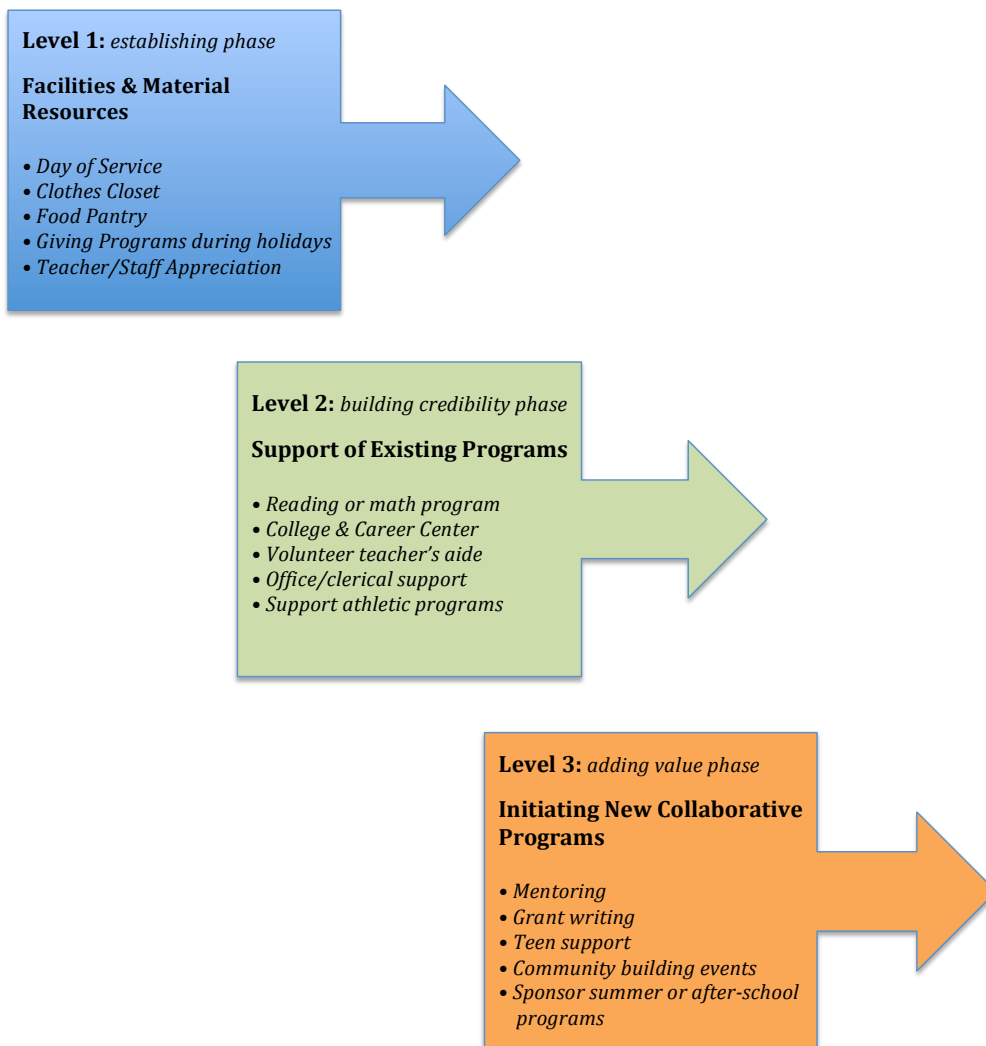 Level 1: establishing phase
Facilities & Material
Resources
• Day of Service
• Clothes Closet
• Food Pantry
• Giving Programs during holidays
• Teacher/Staff Appreciation
Level 2: building credibility phase
Support of Existing Programs
• Reading or math program
• College & Career Center
• Volunteer teacher’s aide
• Office/clerical support
• Support athletic programs
Level 3: adding value phase
Initiating New Collaborative
Programs
• Mentoring
• Grant writing
• Teen support
• Community building events
• Sponsor summer or after-school
programs